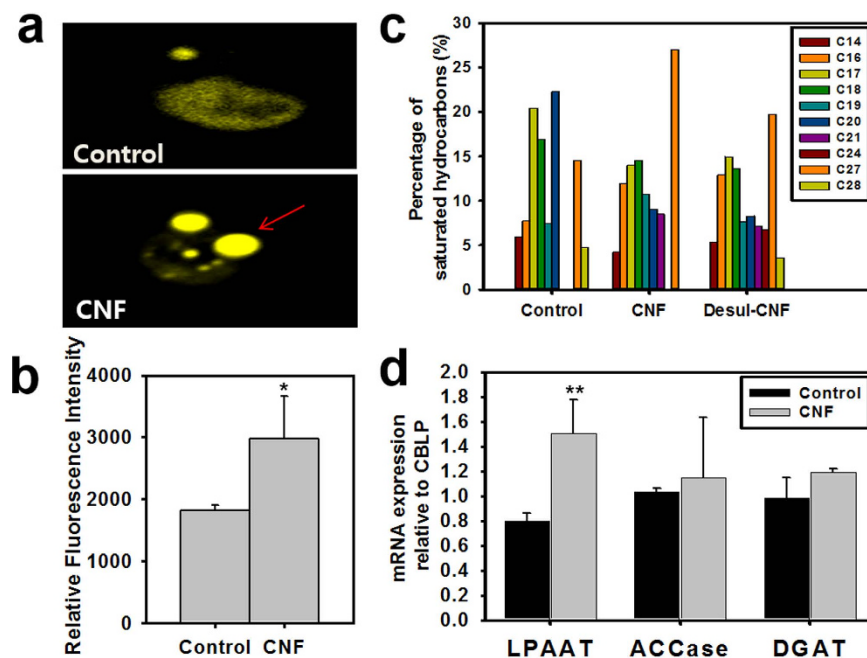 a
Control
CNF
b
Relative Fluorescence Intensity
4000
3000
2000
1000
0
*
Control CNF
c
Percentage of
saturated hydrocarbons (%)
30
25
20
15
10
5
0
Control CNF Desul-CNF
C14
C16
C17
C18
C19
C20
C21
C24
C27
C28
d
mRNA expression
relative to CBLP
2.0
1.8
1.6
1.4
1.2
1.0
0.8
0.6
0.4
0.2
0.0
**
Control
CNF
LPAAT ACCase DGAT